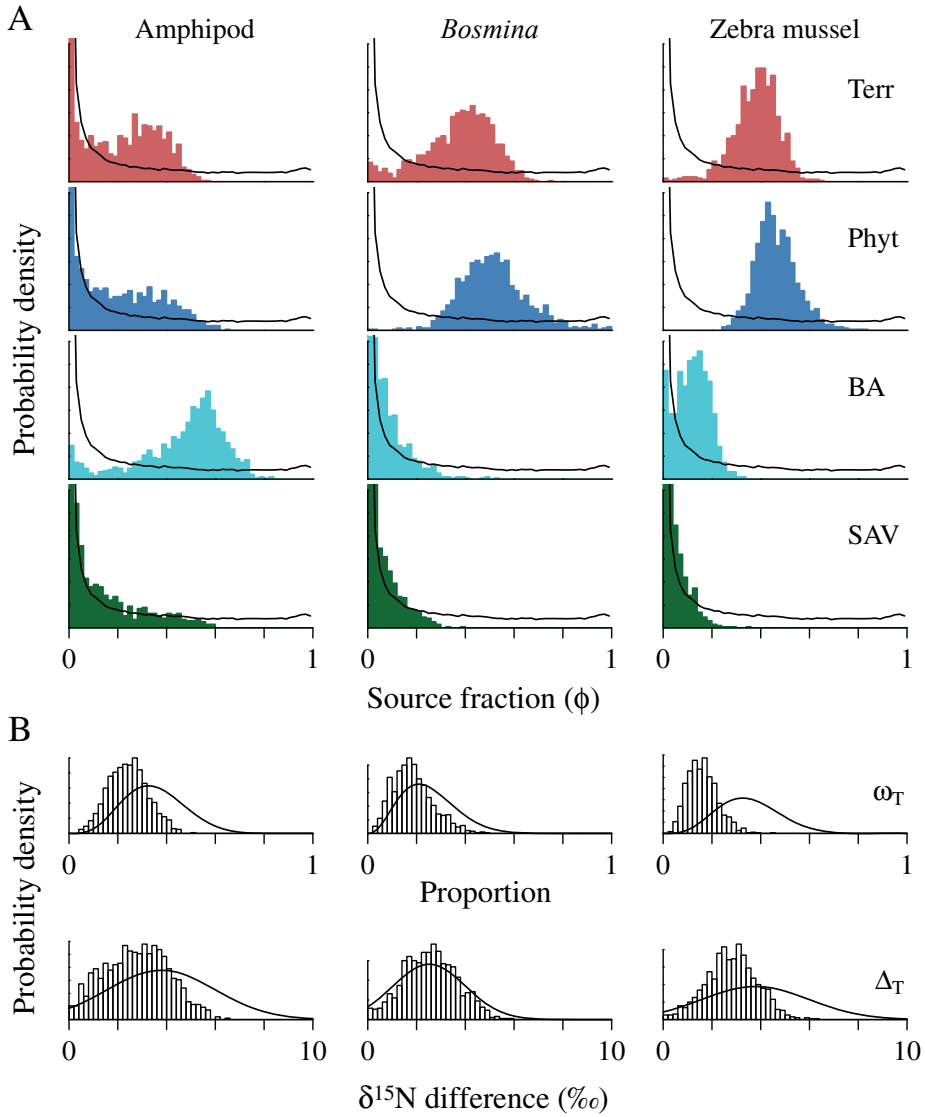 A
Amphipod
Bosmina
Zebra mussel
Terr
Phyt
BA
SAV
Probability density
0 1 0 1 0 1
Source fraction (ϕ)
B
ωT
0 1 0 1 0 1
Proportion
Probability density
ΔT
0 10 0 10 0 10
δ¹⁵N difference (‰)